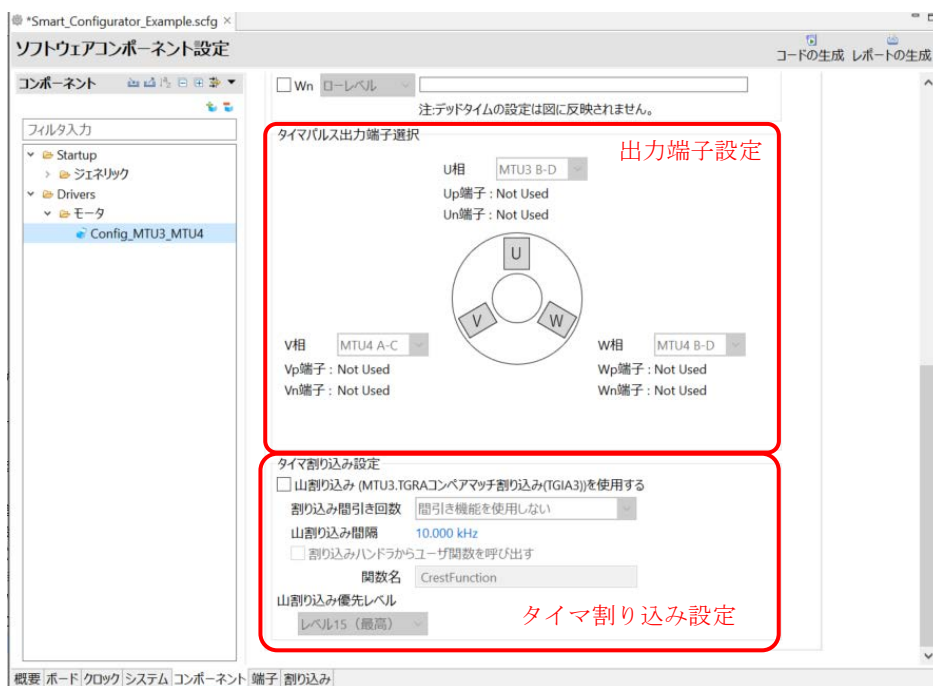 *Smart_Configurator_Example.scfg ×
ソフトウェアコンポーネント設定
コードの生成 レポートの生成
コンポーネント
フィルタ入力
Startup
ジェネリック
Drivers
モータ
Config_MTU3_MTU4
Wn ローレベル
注:デッドタイムの設定は図に反映されません。
タイマパルス出力端子選択
出力端子設定
U相 MTU3 B-D
Up端子 : Not Used
Un端子 : Not Used
U
V
W
V相 MTU4 A-C
Vp端子 : Not Used
Vn端子 : Not Used
W相 MTU4 B-D
Wp端子 : Not Used
Wn端子 : Not Used
タイマ割り込み設定
山割り込み (MTU3.TGRAコンペアマッチ割り込み(TGIA3))を使用する
割り込み間引き回数 間引き機能を使用しない
山割り込み間隔 10.000 kHz
割り込みハンドラからユーザ関数を呼び出す
関数名 CrestFunction
山割り込み優先レベル
レベル15（最高）
タイマ割り込み設定
概要 ボード クロック システム コンポーネント 端子 割り込み